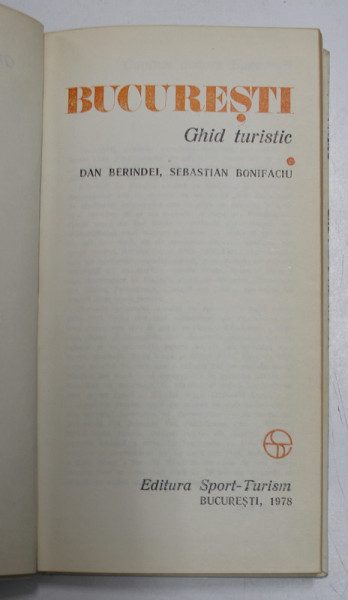 BUCUREȘTI
Ghid turistic
DAN BERINDEI, SEBASTIAN BONIFACIU
Editura Sport-Turism
BUCUREȘTI, 1978